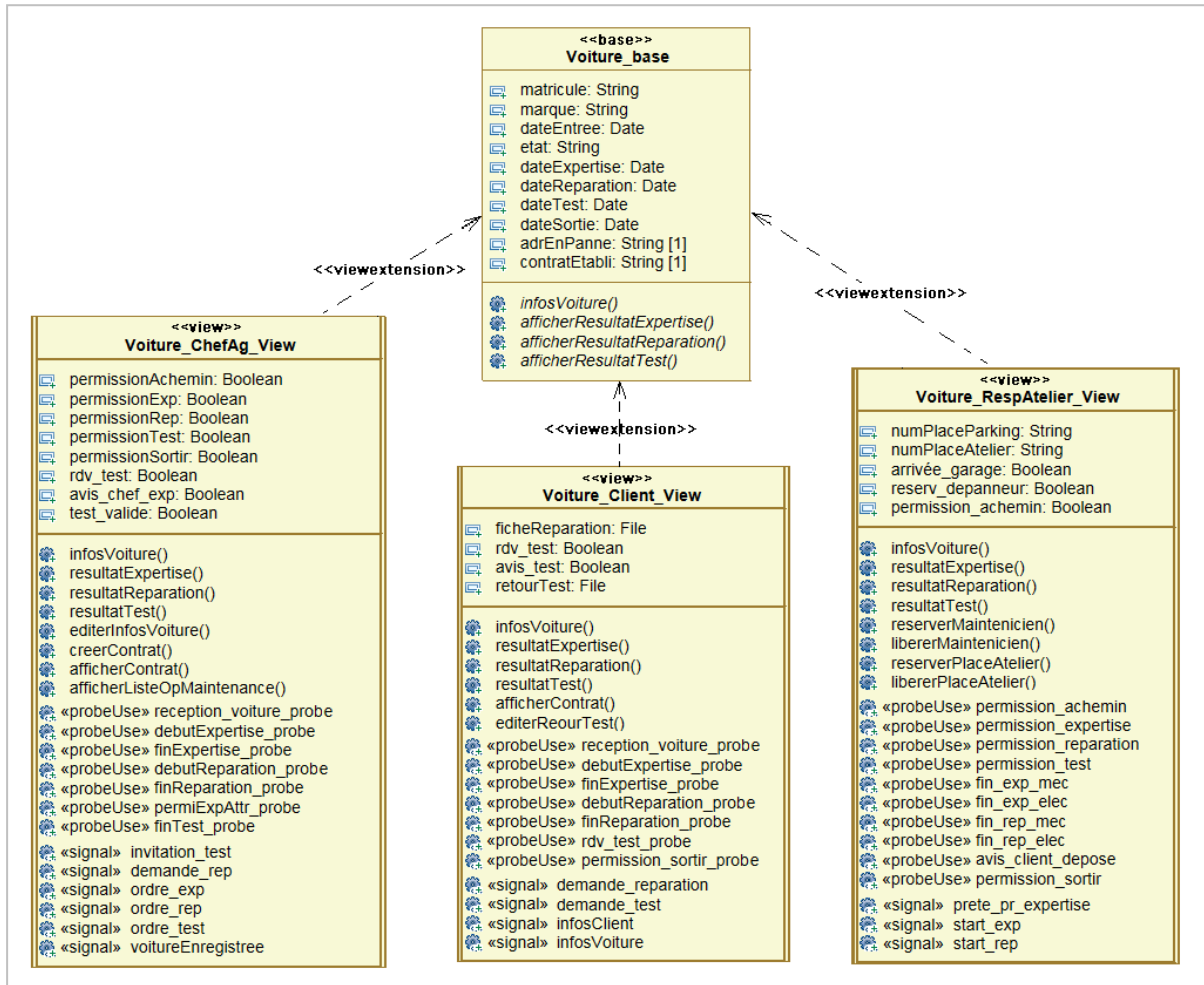 <<base>>
Voiture_base
matricule: String
marque: String
dateEntree: Date
etat: String
dateExpertise: Date
dateReparation: Date
dateTest: Date
dateSortie: Date
adrEnPanne: String [1]
contratEtabli: String [1]
infosVoiture()
afficherResultatExpertise()
afficherResultatReparation()
afficherResultatTest()
<<viewextension>>
<<viewextension>>
<<viewextension>>
<<view>>
Voiture_ChefAg_View
permissionAchemin: Boolean
permissionExp: Boolean
permissionRep: Boolean
permissionTest: Boolean
permissionSortir: Boolean
rdv_test: Boolean
avis_chef_exp: Boolean
test_valide: Boolean
infosVoiture()
resultatExpertise()
resultatReparation()
resultatTest()
editerInfosVoiture()
creerContrat()
afficherContrat()
afficherListeOpMaintenance()
«probeUse» reception_voiture_probe
«probeUse» debutExpertise_probe
«probeUse» finExpertise_probe
«probeUse» debutReparation_probe
«probeUse» finReparation_probe
«probeUse» permiExpAttr_probe
«probeUse» finTest_probe
«signal» invitation_test
«signal» demande_rep
«signal» ordre_exp
«signal» ordre_rep
«signal» ordre_test
«signal» voitureEnregistree
<<view>>
Voiture_Client_View
ficheReparation: File
rdv_test: Boolean
avis_test: Boolean
retourTest: File
infosVoiture()
resultatExpertise()
resultatReparation()
resultatTest()
afficherContrat()
editerReourTest()
«probeUse» reception_voiture_probe
«probeUse» debutExpertise_probe
«probeUse» finExpertise_probe
«probeUse» debutReparation_probe
«probeUse» finReparation_probe
«probeUse» rdv_test_probe
«probeUse» permission_sortir_probe
«signal» demande_reparation
«signal» demande_test
«signal» infosClient
«signal» infosVoiture
<<view>>
Voiture_RespAtelier_View
numPlaceParking: String
numPlaceAtelier: String
arrivée_garage: Boolean
reserv_depanneur: Boolean
permission_achemin: Boolean
infosVoiture()
resultatExpertise()
resultatReparation()
resultatTest()
reserverMaintenicien()
libererMaintenicien()
reserverPlaceAtelier()
libererPlaceAtelier()
«probeUse» permission_achemin
«probeUse» permission_expertise
«probeUse» permission_reparation
«probeUse» permission_test
«probeUse» fin_exp_mec
«probeUse» fin_exp_elec
«probeUse» fin_rep_mec
«probeUse» fin_rep_elec
«probeUse» avis_client_depose
«probeUse» permission_sortir
«signal» prete_pr_expertise
«signal» start_exp
«signal» start_rep